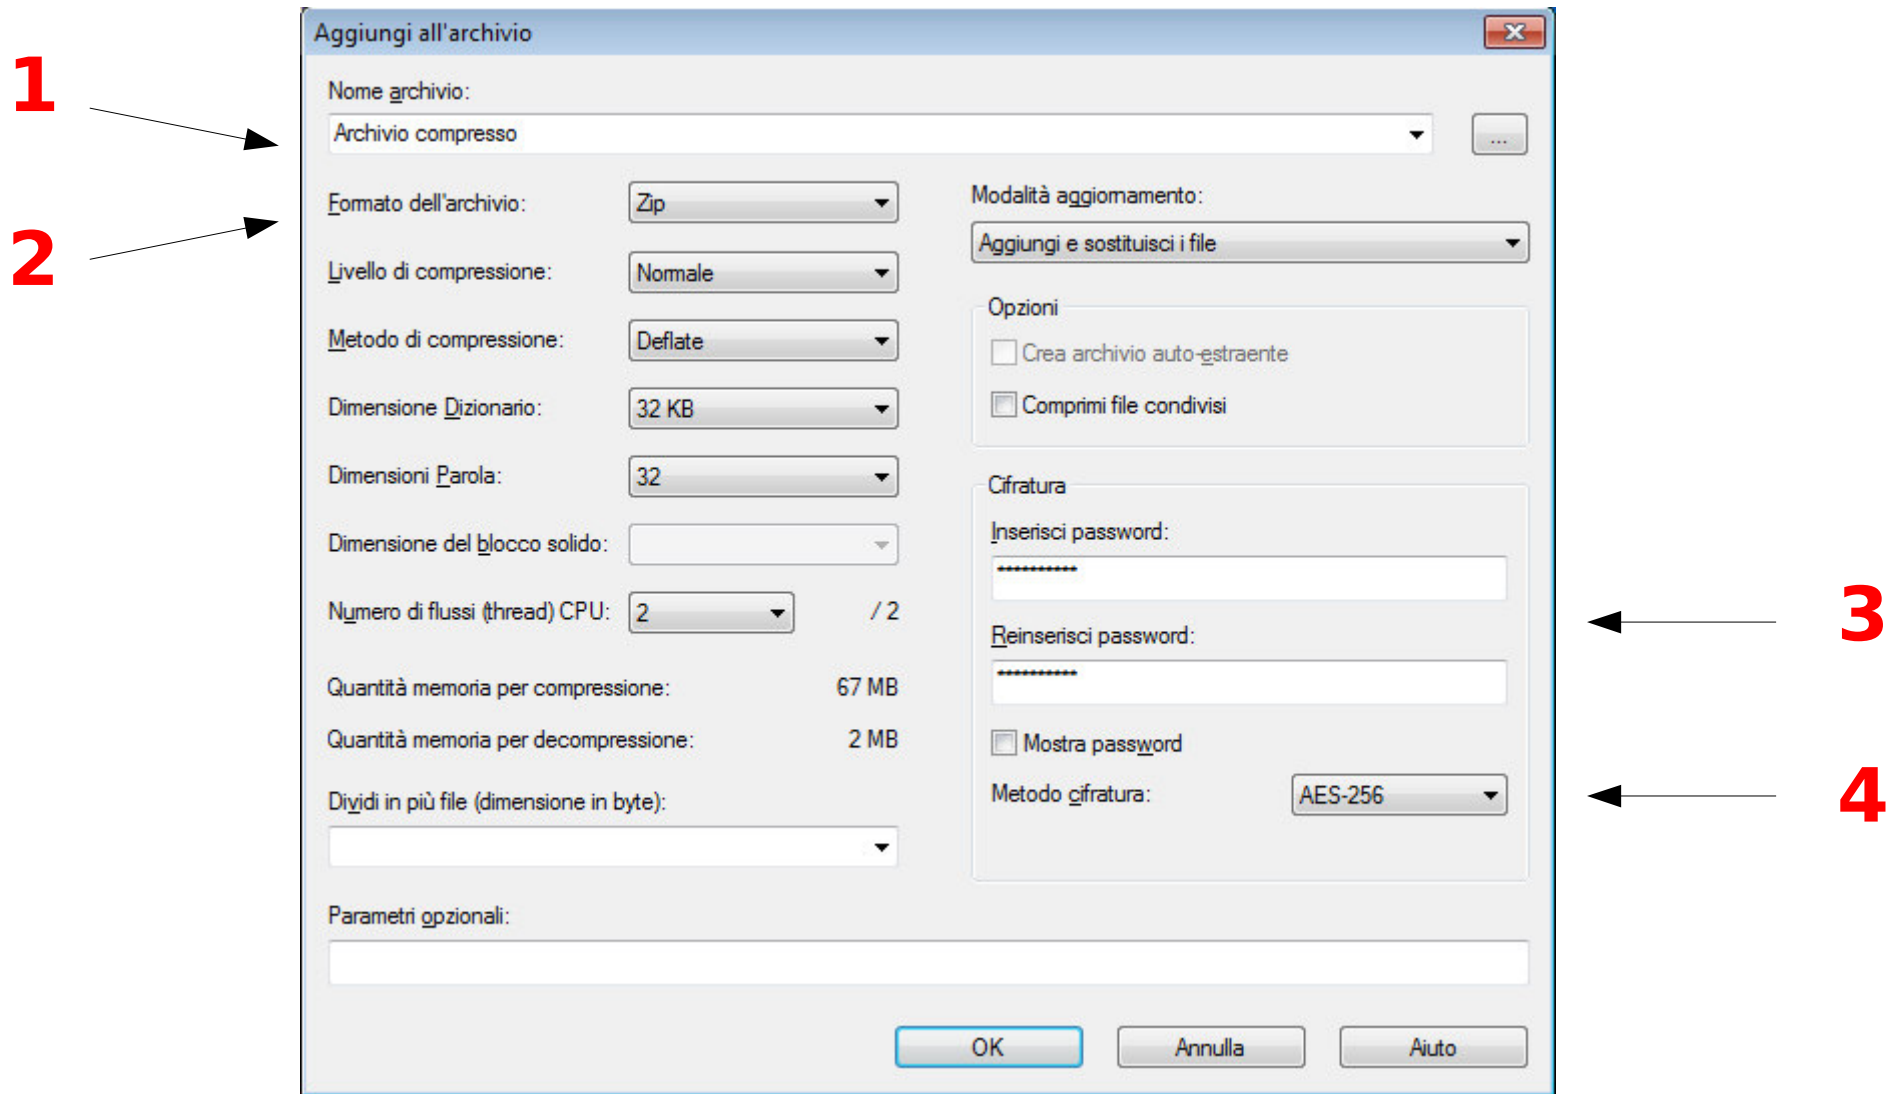 Aggiungi all'archivio
1
Nome archivio:
Archivio compresso
...
2
Formato dell'archivio: Zip
Livello di compressione: Normale
Metodo di compressione: Deflate
Dimensione Dizionario: 32 KB
Dimensioni Parola: 32
Dimensione del blocco solido:
Numero di flussi (thread) CPU: 2 / 2
Quantità memoria per compressione: 67 MB
Quantità memoria per decompressione: 2 MB
Dividi in più file (dimensione in byte):
Modalità aggiornamento:
Aggiungi e sostituisci i file
Opzioni
Crea archivio auto-estraente
Comprimi file condivisi
Cifratura
Inserisci password:
**********
3
Reinserisci password:
**********
Mostra password
Metodo cifratura: AES-256
4
Parametri opzionali:
OK Annulla Aiuto